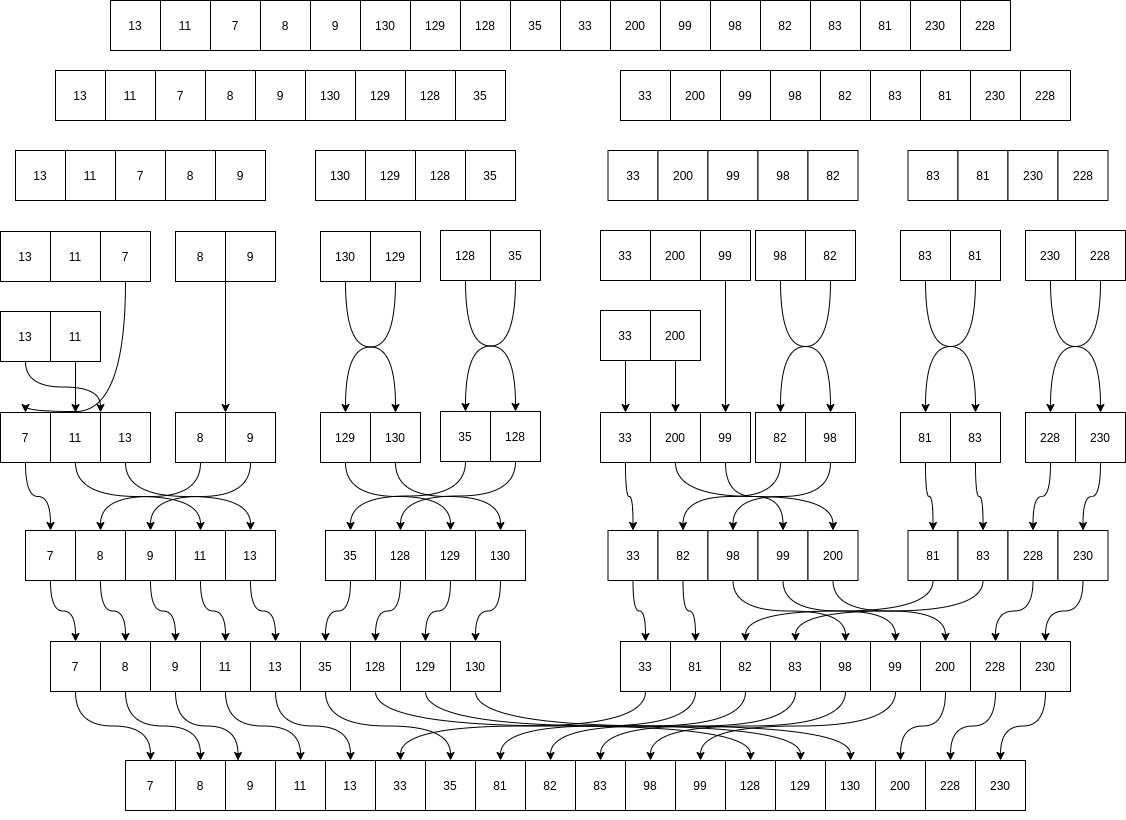 13 11 7 8 9 130 129 128 35 33 200 99 98 82 83 81 230 228
13 11 7 8 9 130 129 128 35 33 200 99 98 82 83 81 230 228
13 11 7 8 9 130 129 128 35 33 200 99 98 82 83 81 230 228
13 11 7 8 9 130 129 128 35 33 200 99 98 82 83 81 230 228
13 11 33 200
7 11 13 8 9 129 130 35 128 33 200 99 82 98 81 83 228 230
7 8 9 11 13 35 128 129 130 33 82 98 99 200 81 83 228 230
7 8 9 11 13 35 128 129 130 33 81 82 83 98 99 200 228 230
7 8 9 11 13 33 35 81 82 83 98 99 128 129 130 200 228 230